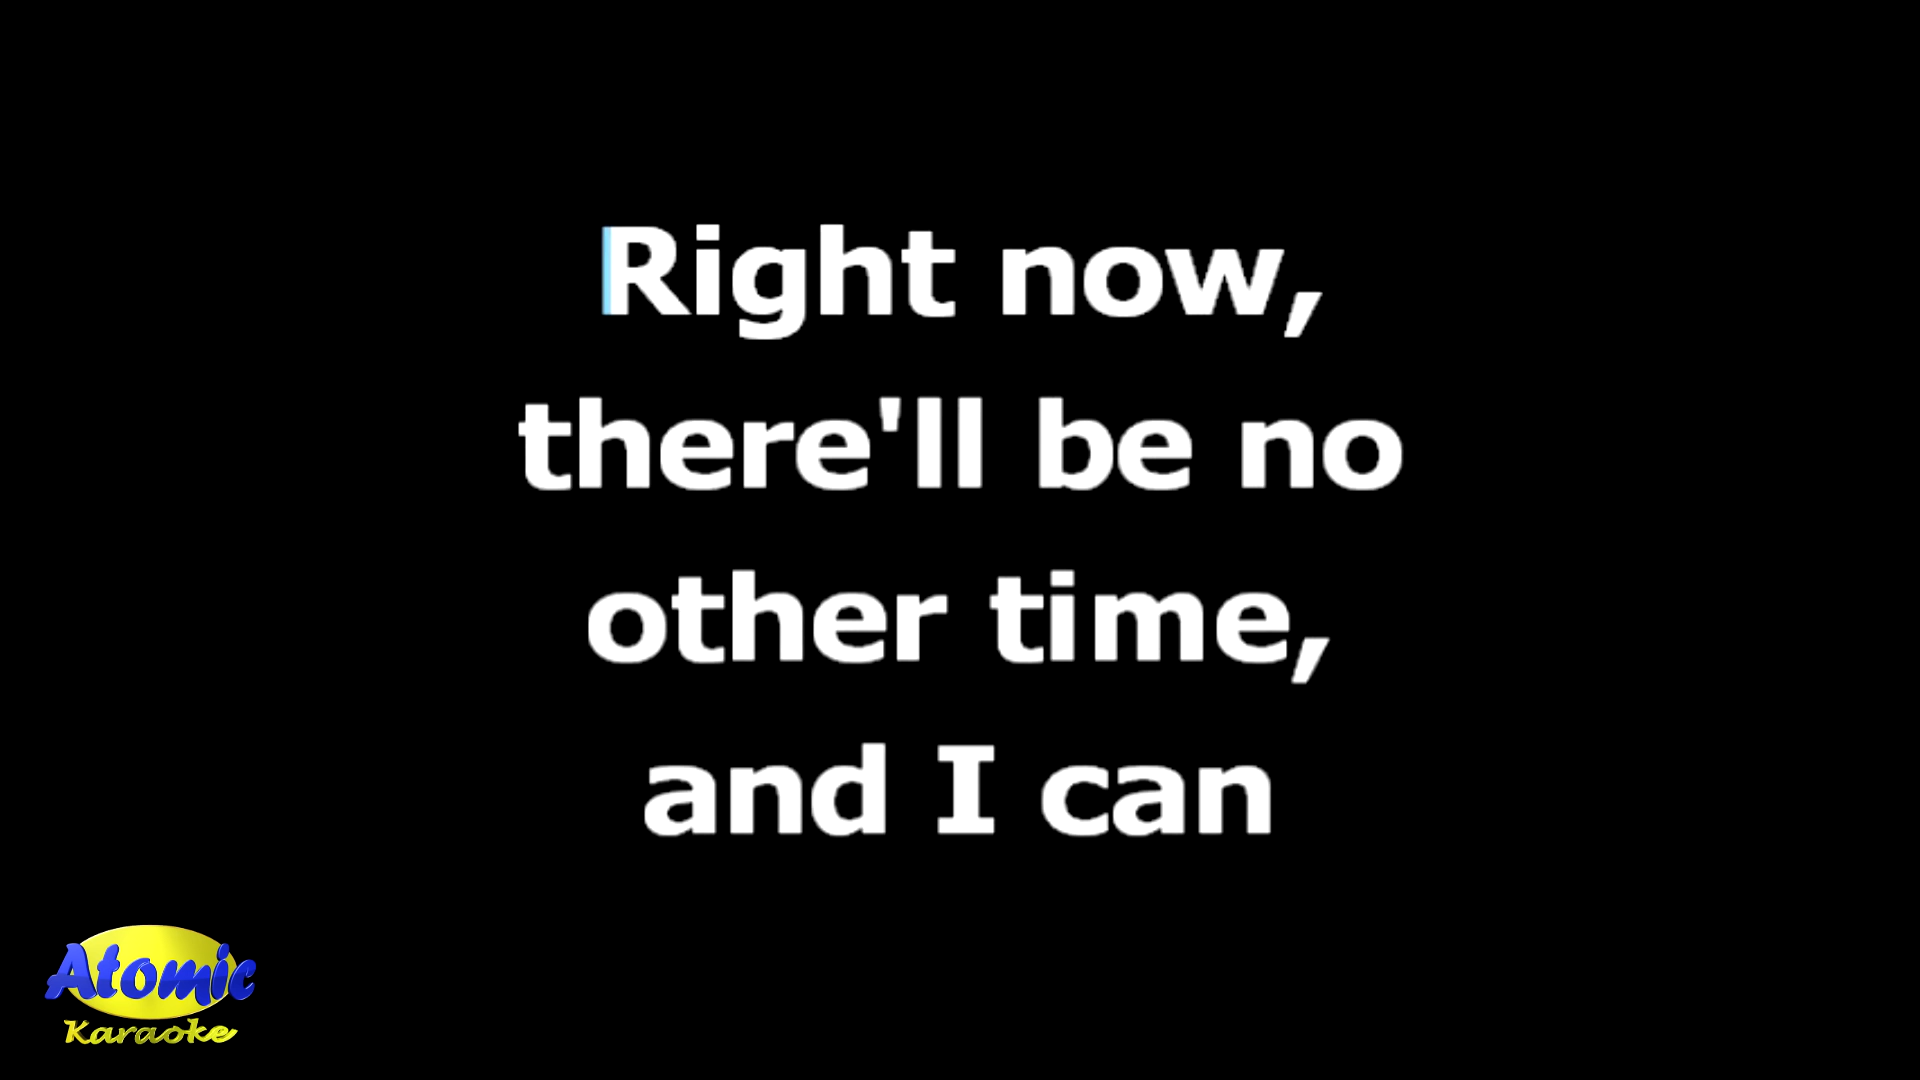 Right now,
there'll be no
other time,
and I can
Atomic
Karaoke